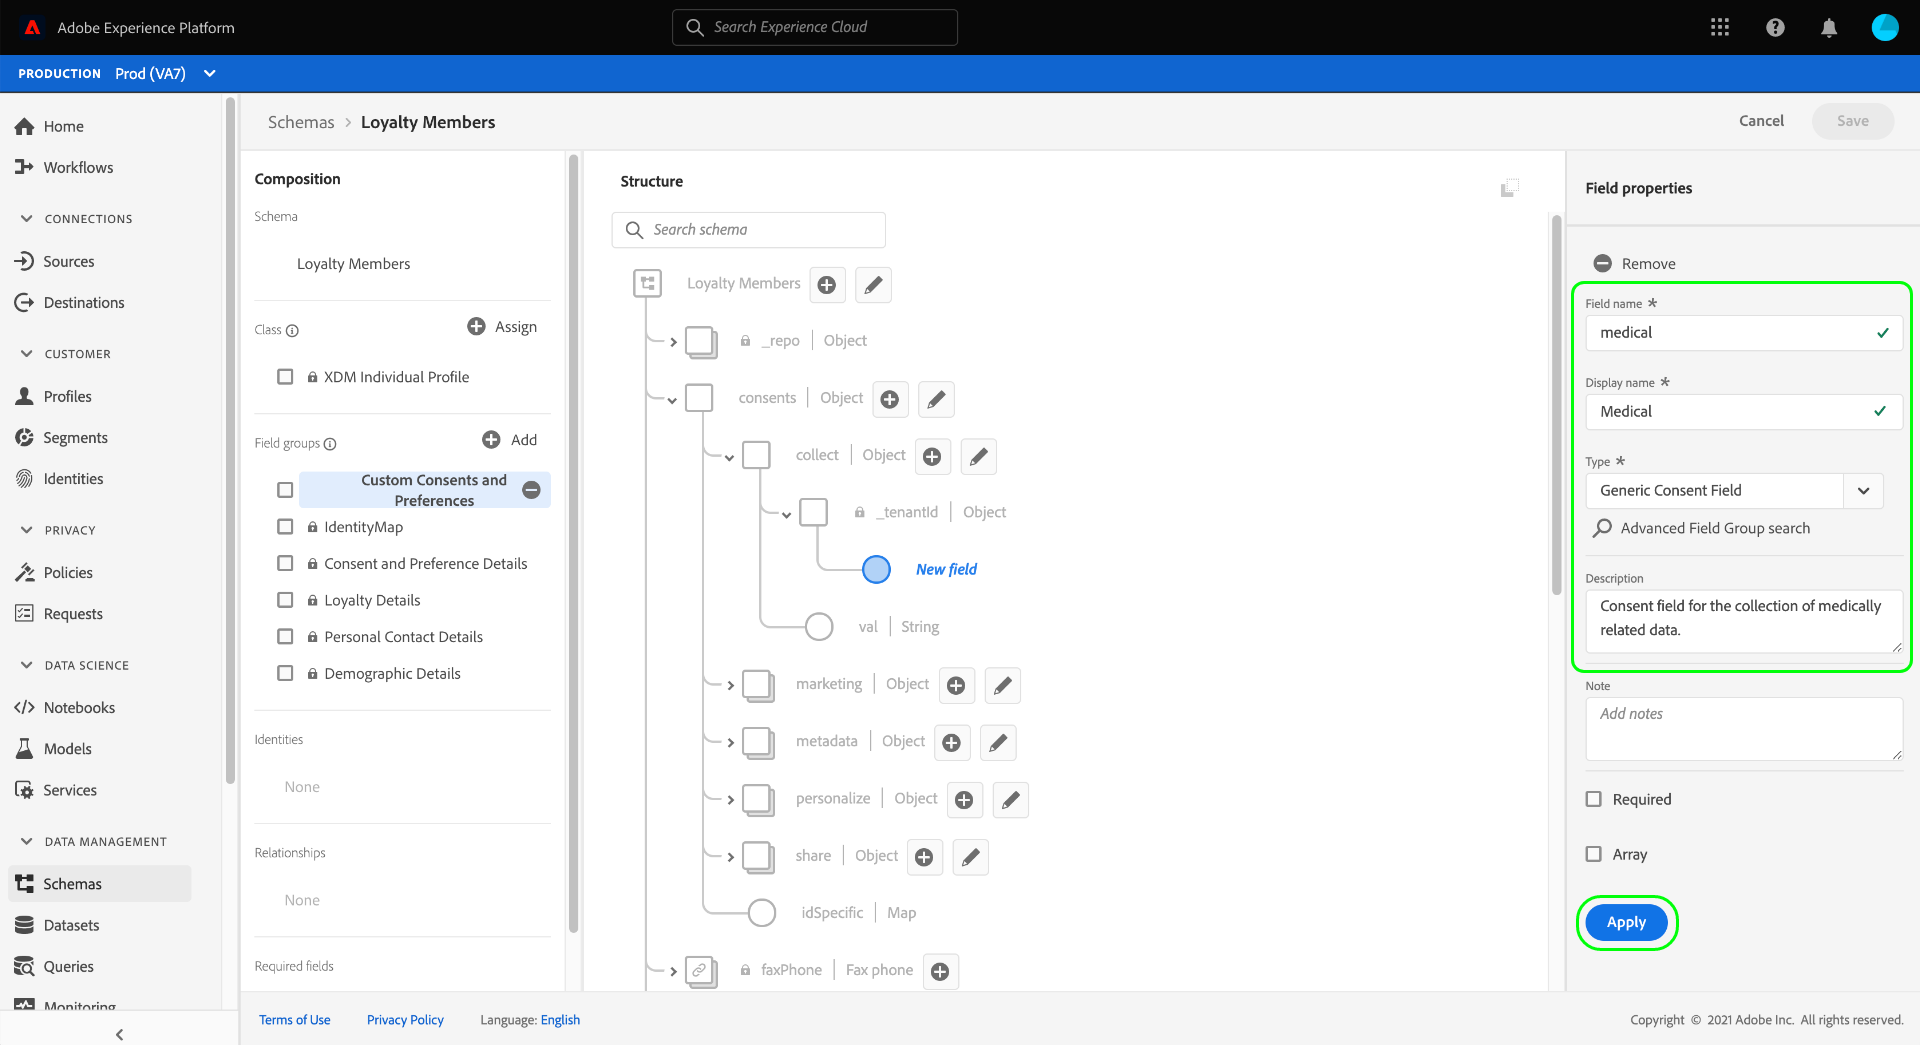 Adobe Experience Platform
Search Experience Cloud
PRODUCTION Prod (VA7)
Home
Workflows
CONNECTIONS
Sources
Destinations
CUSTOMER
Profiles
Segments
Identities
PRIVACY
Policies
Requests
DATA SCIENCE
Notebooks
Models
Services
DATA MANAGEMENT
Schemas
Datasets
Queries
Monitoring
Schemas > Loyalty Members
Cancel
Save
Composition
Schema
Loyalty Members
Class
Assign
XDM Individual Profile
Field groups
Add
Custom Consents and
Preferences
IdentityMap
Consent and Preference Details
Loyalty Details
Personal Contact Details
Demographic Details
Identities
None
Relationships
None
Required fields
Structure
Search schema
Loyalty Members
_repo | Object
consents | Object
collect | Object
_tenantId | Object
New field
val | String
marketing | Object
metadata | Object
personalize | Object
share | Object
idSpecific | Map
faxPhone | Fax phone
Field properties
Remove
Field name *
medical
Display name *
Medical
Type *
Generic Consent Field
Advanced Field Group search
Description
Consent field for the collection of medically
related data.
Note
Add notes
Required
Array
Apply
Terms of Use
Privacy Policy
Language: English
Copyright © 2021 Adobe Inc. All rights reserved.